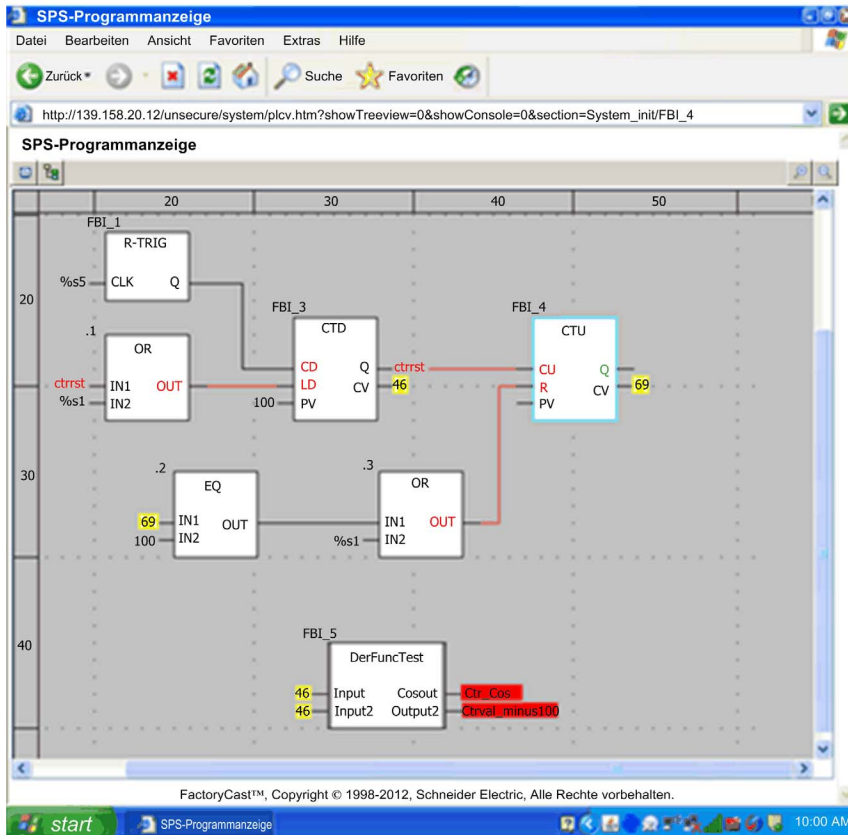 SPS-Programmanzeige
Datei Bearbeiten Ansicht Favoriten Extras Hilfe
Zurück Suche Favoriten
http://139.158.20.12/unsecure/system/plcv.htm?showTreeview=0&showConsole=0&section=System_init/FBI_4
SPS-Programmanzeige
20 30 40 50
FBI_1
R-TRIG
%s5 CLK Q
20
FBI_3 FBI_4
.1 CTD CTU
OR
CD Q ctrrst CU Q
ctrrst IN1 OUT LD CV 46 R CV 69
%s1 IN2 100 PV PV
30
.2 .3
EQ OR
69 IN1 OUT IN1 OUT
100 IN2 %s1 IN2
40
FBI_5
DerFuncTest
46 Input Cosout Ctr_Cos
46 Input2 Output2 Ctrval_minus100
FactoryCast™, Copyright © 1998-2012, Schneider Electric, Alle Rechte vorbehalten.
start SPS-Programmanzeige 10:00 AM